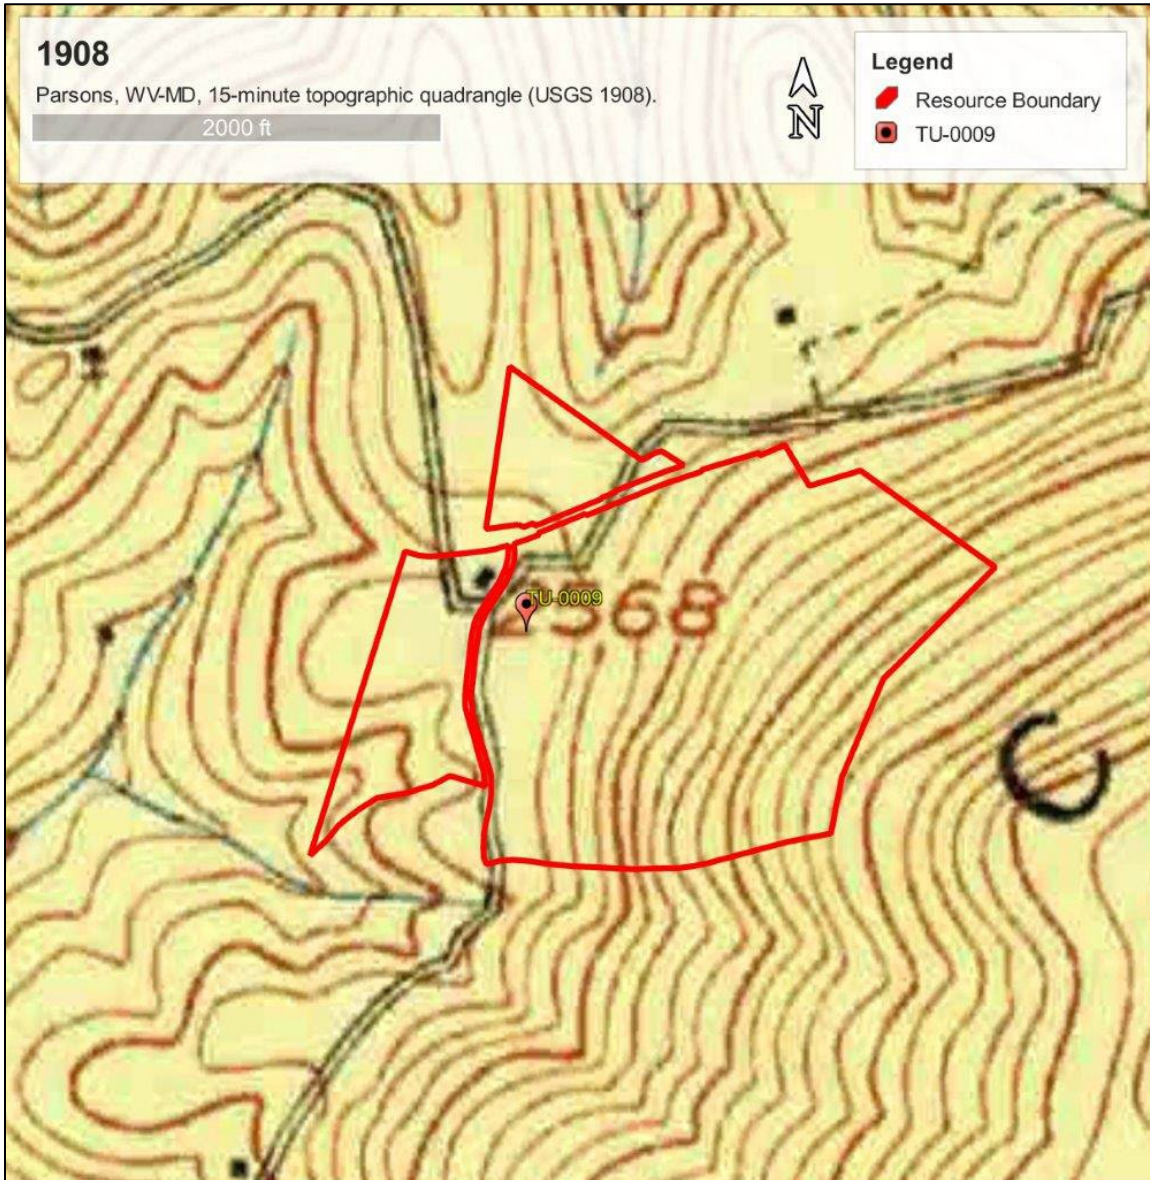 1908
Parsons, WV-MD, 15-minute topographic quadrangle (USGS 1908).
2000 ft
N
Legend
Resource Boundary
TU-0009
TU-0009
2568
C